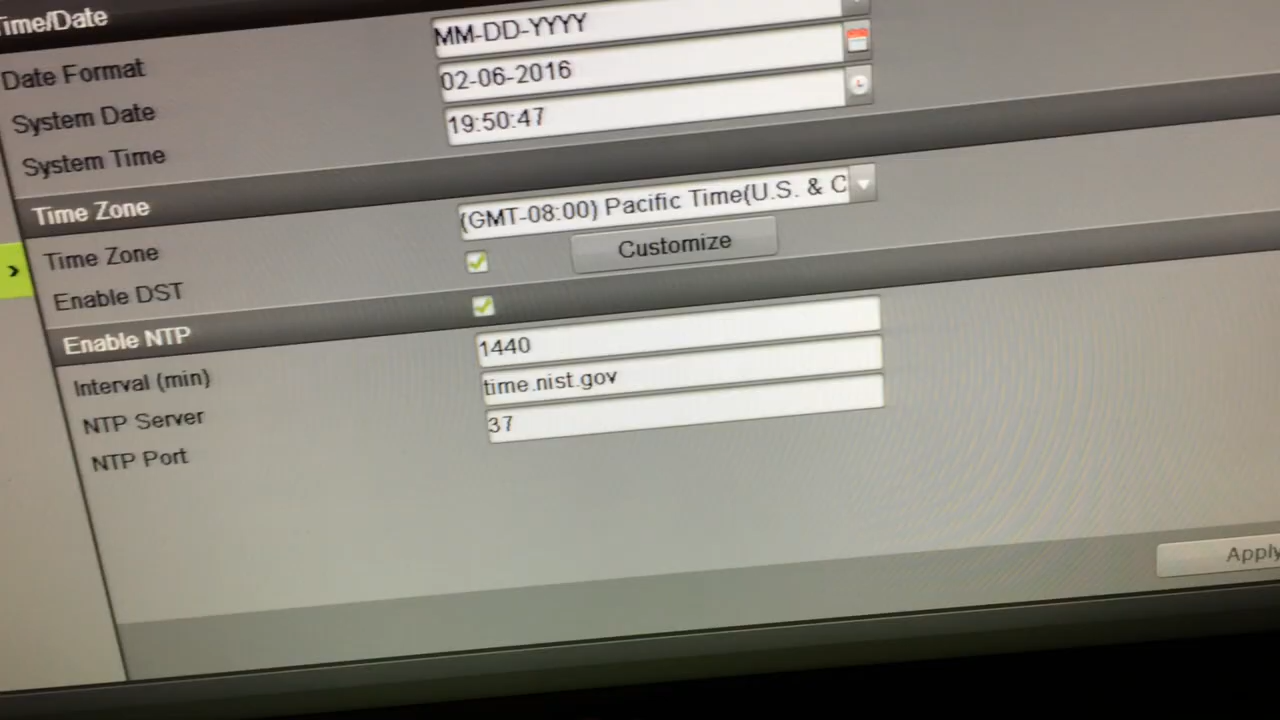 Time/Date
Date Format MM-DD-YYYY
System Date 02-06-2016
System Time 19:50:47
Time Zone
Time Zone (GMT-08:00) Pacific Time(U.S. & C
Enable DST Customize
Enable NTP
Interval (min) 1440
NTP Server time.nist.gov
NTP Port 37
Apply